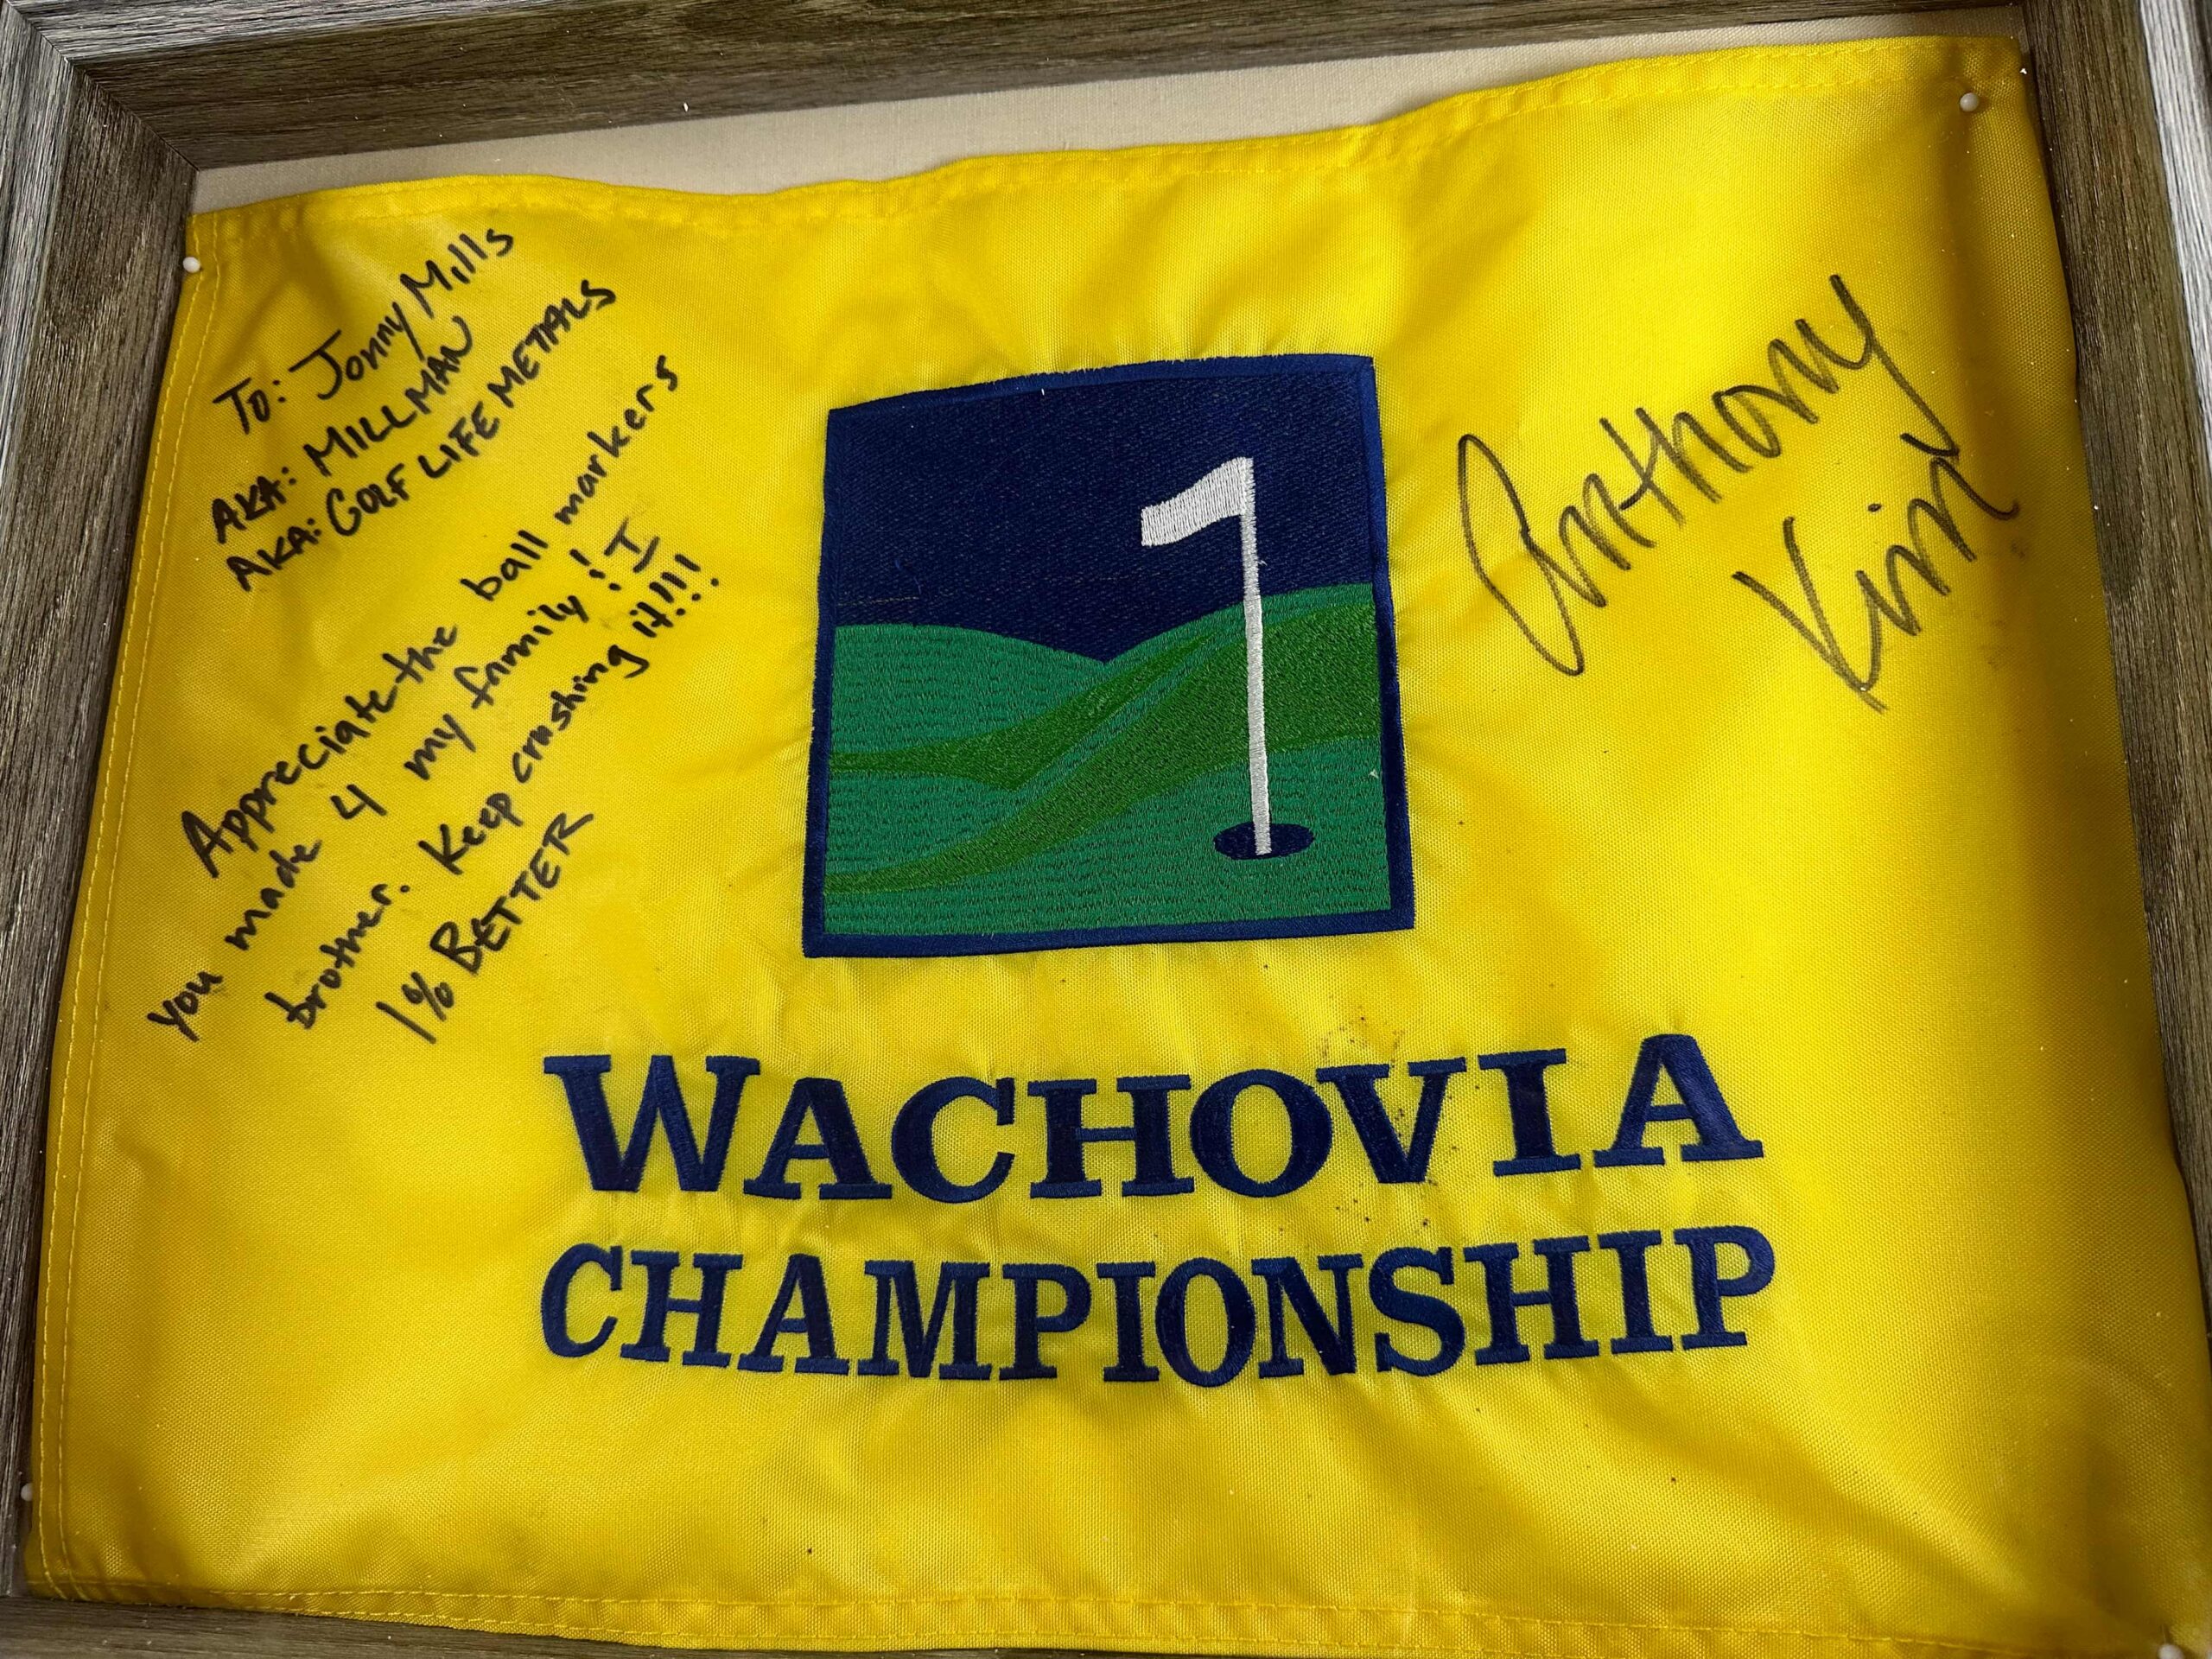 To: Jonny Mills
AKA: MILLMAN
AKA: GOLF LIFE METALS
Appreciate the ball markers
you made 4 my family! I
brother. Keep crushing it!!!
1% BETTER
Anthony
Kim
WACHOVIA
CHAMPIONSHIP